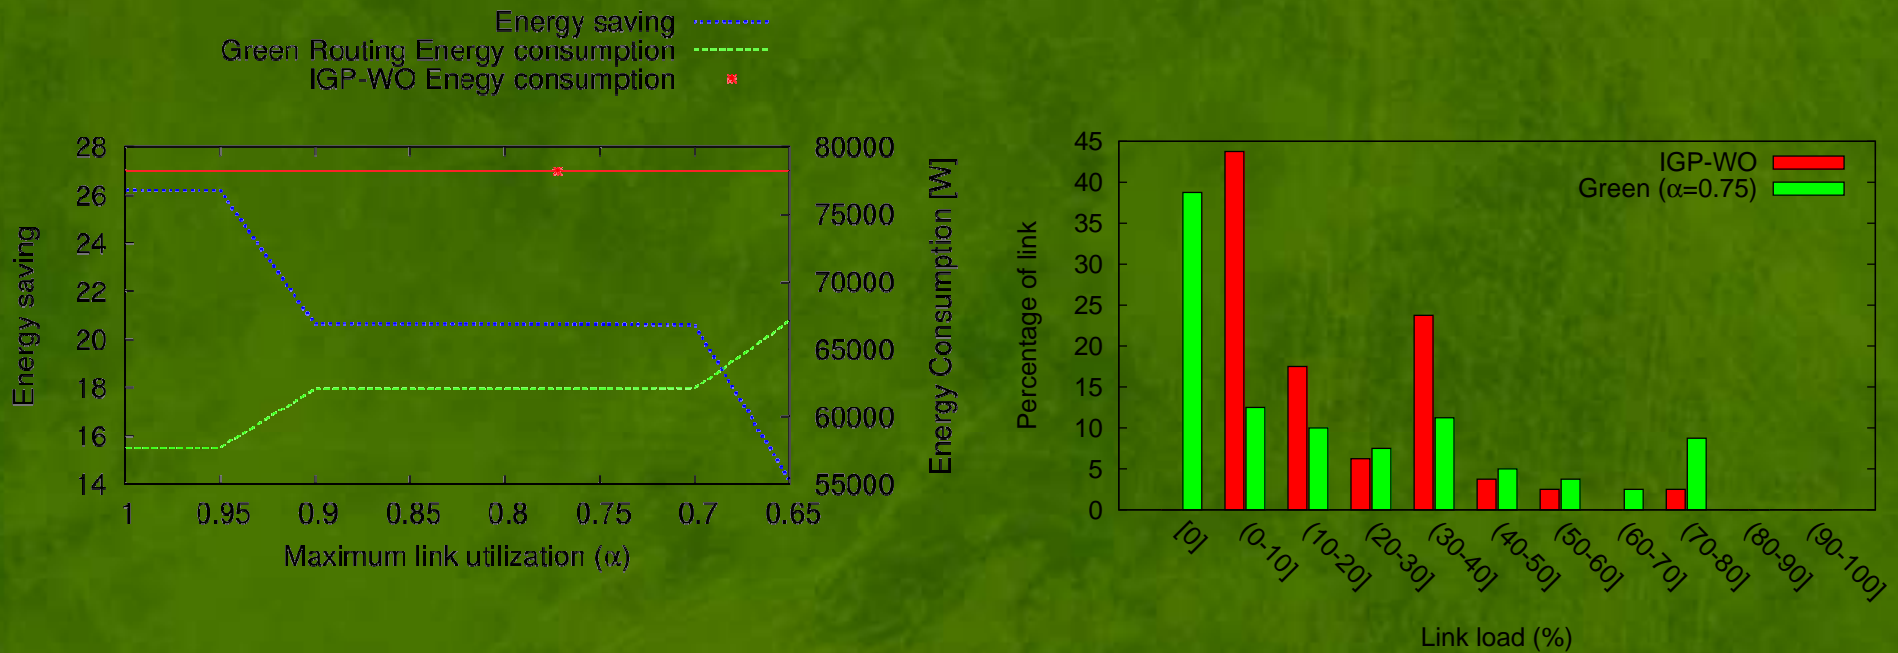 Energy saving
Green Routing Energy consumption
IGP-WO Enegy consumption
28
26
24
22
20
18
16
14
Energy saving
80000
75000
70000
65000
60000
55000
Energy Consumption [W]
1 0.95 0.9 0.85 0.8 0.75 0.7 0.65
Maximum link utilization (α)
IGP-WO
Green (α=0.75)
45
40
35
30
25
20
15
10
5
0
Percentage of link
[0] (0-10] (10-20] (20-30] (30-40] (40-50] (50-60] (60-70] (70-80] (80-90] (90-100]
Link load (%)